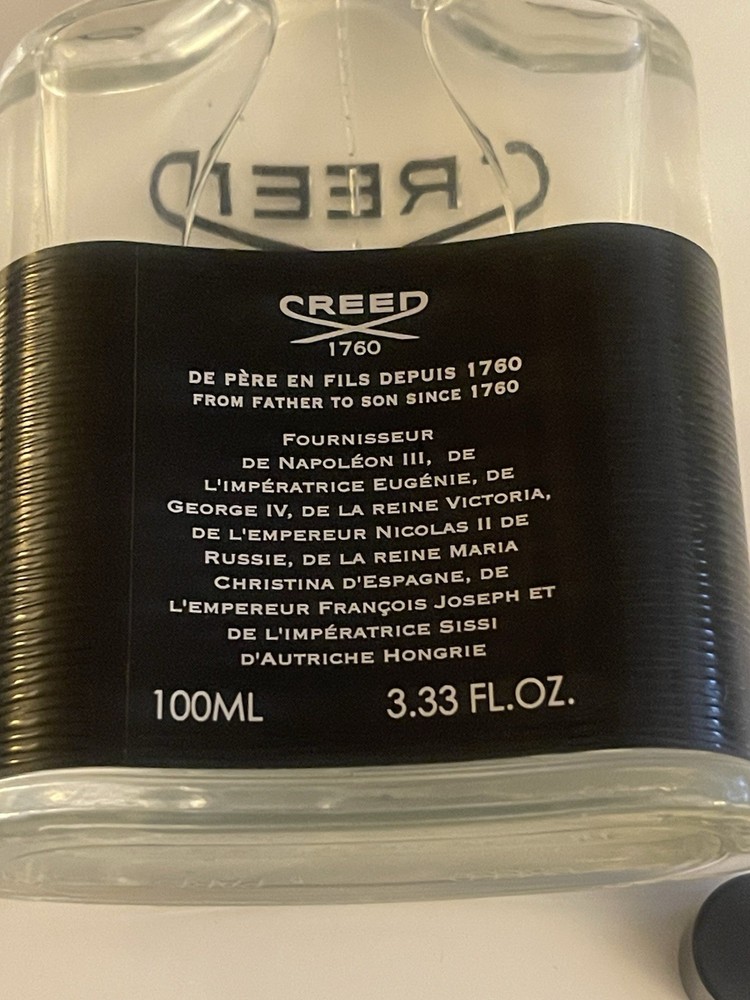 CREED
CREED
1760
DE PÈRE EN FILS DEPUIS 1760
FROM FATHER TO SON SINCE 1760
FOURNISSEUR
DE NAPOLÉON III, DE
L'IMPÉRATRICE EUGÉNIE, DE
GEORGE IV, DE LA REINE VICTORIA,
DE L'EMPEREUR NICOLAS II DE
RUSSIE, DE LA REINE MARIA
CHRISTINA D'ESPAGNE, DE
L'EMPEREUR FRANÇOIS JOSEPH ET
DE L'IMPÉRATRICE SISSI
D'AUTRICHE HONGRIE
100ML 3.33 FL.OZ.